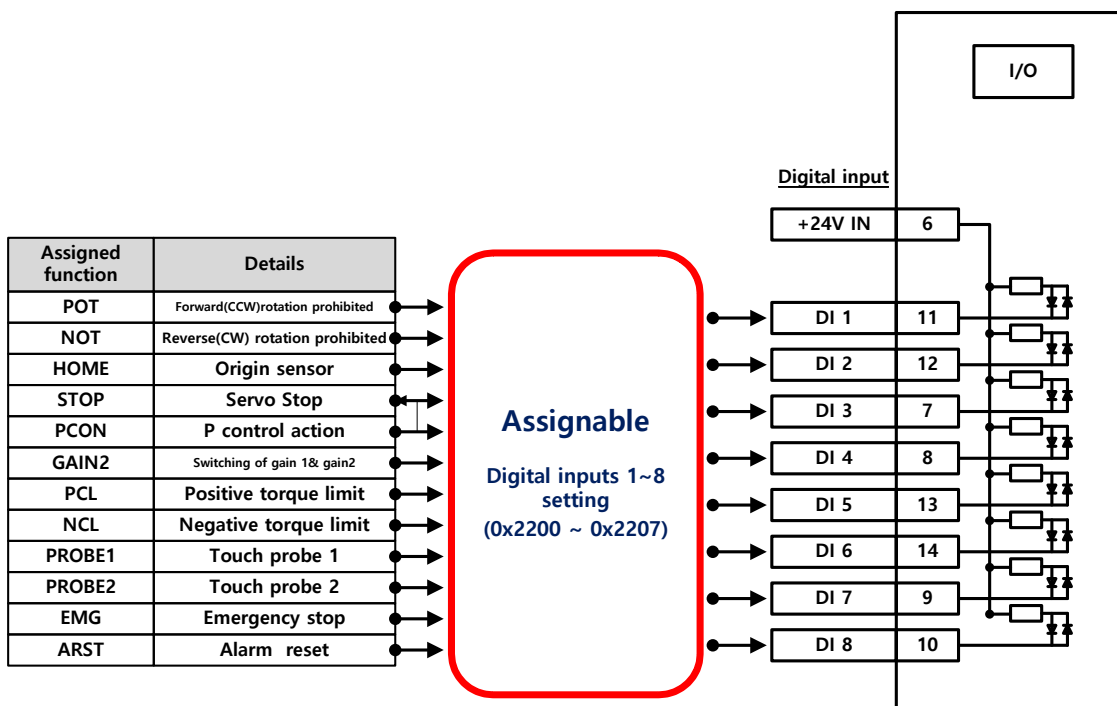 I/O
Digital input
+24V IN 6
Assigned function Details
POT Forward(CCW)rotation prohibited
NOT Reverse(CW) rotation prohibited
HOME Origin sensor
STOP Servo Stop
PCON P control action
GAIN2 Switching of gain 1& gain2
PCL Positive torque limit
NCL Negative torque limit
PROBE1 Touch probe 1
PROBE2 Touch probe 2
EMG Emergency stop
ARST Alarm reset
Assignable
Digital inputs 1~8
setting
(0x2200 ~ 0x2207)
DI 1 11
DI 2 12
DI 3 7
DI 4 8
DI 5 13
DI 6 14
DI 7 9
DI 8 10